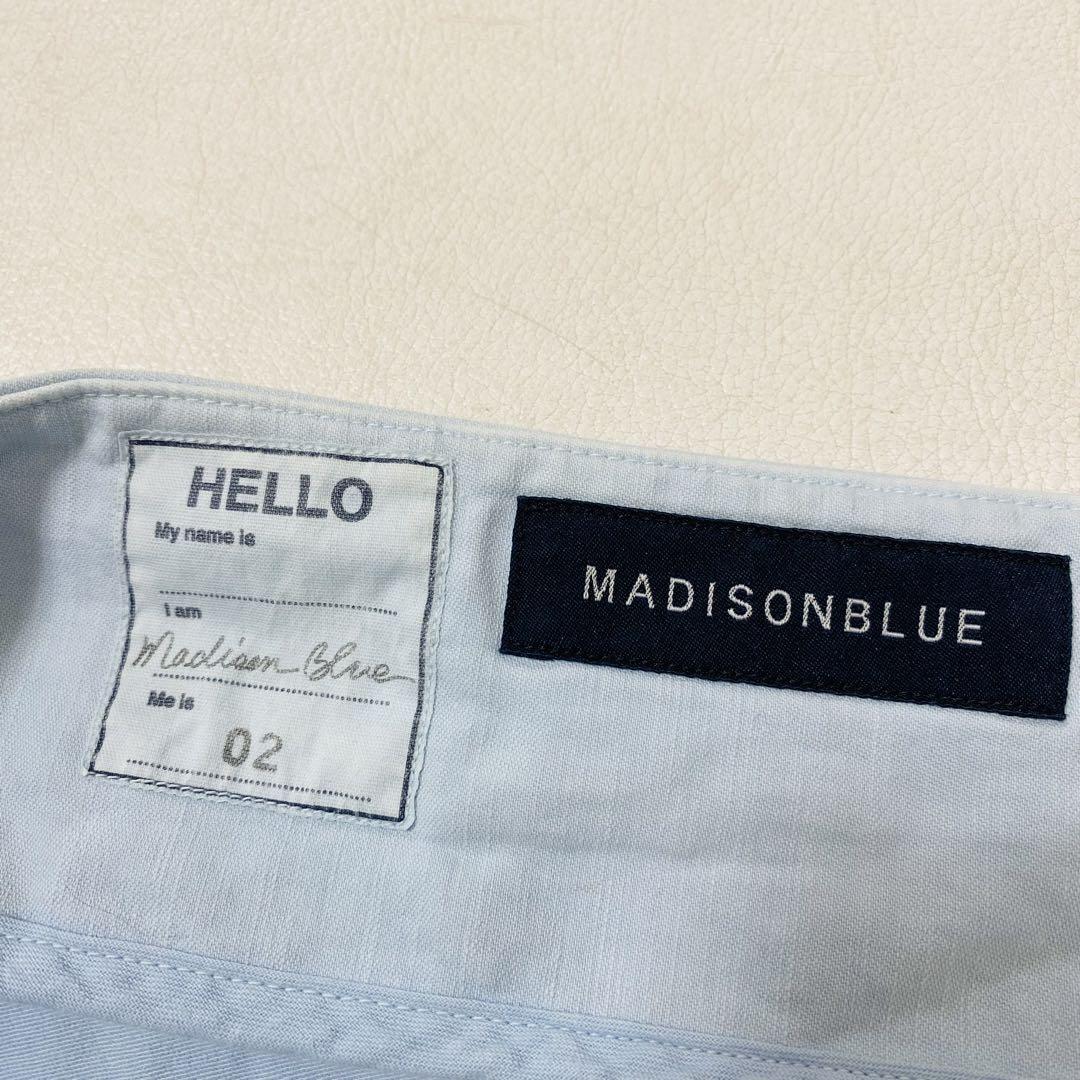 HELLO
My name is
I am
Madison Blue
Me is
02
MADISONBLUE